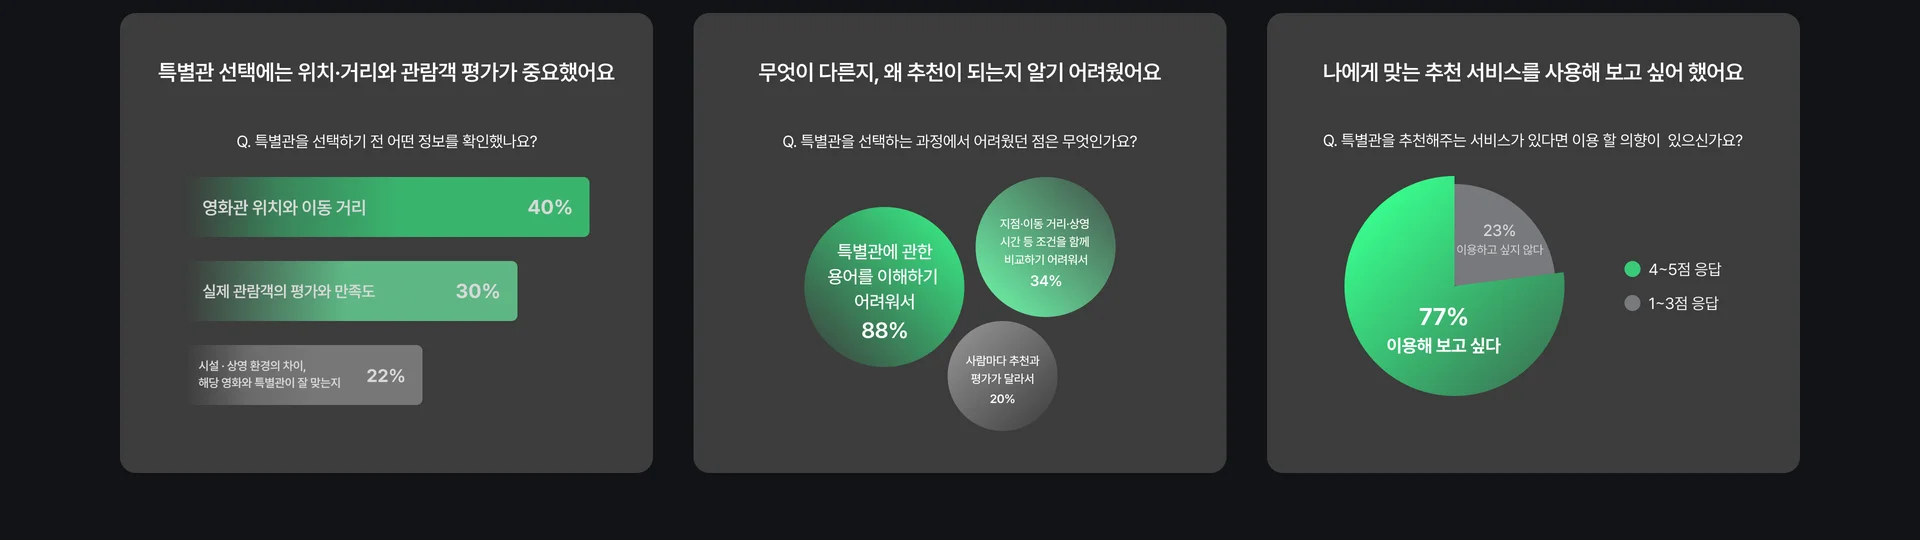 특별관 선택에는 위치·거리와 관람객 평가가 중요했어요
Q. 특별관을 선택하기 전 어떤 정보를 확인했나요?
영화관 위치와 이동 거리 40%
실제 관람객의 평가와 만족도 30%
시설 · 상영 환경의 차이,
해당 영화와 특별관이 잘 맞는지 22%
무엇이 다른지, 왜 추천이 되는지 알기 어려웠어요
Q. 특별관을 선택하는 과정에서 어려웠던 점은 무엇인가요?
특별관에 관한
용어를 이해하기
어려워서
88%
지점·이동 거리·상영
시간 등 조건을 함께
비교하기 어려워서
34%
사람마다 추천과
평가가 달라서
20%
나에게 맞는 추천 서비스를 사용해 보고 싶어 했어요
Q. 특별관을 추천해주는 서비스가 있다면 이용 할 의향이 있으신가요?
23%
이용하고 싶지 않다
77%
이용해 보고 싶다
4~5점 응답
1~3점 응답